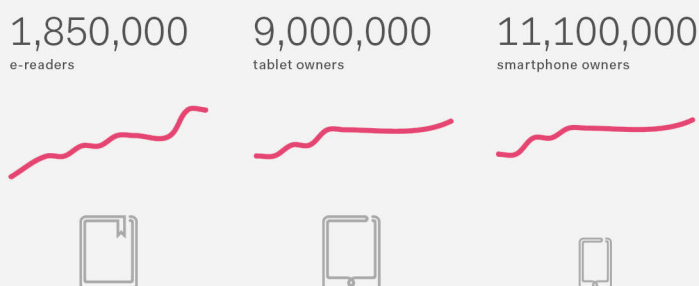 1,850,000
e-readers
9,000,000
tablet owners
11,100,000
smartphone owners